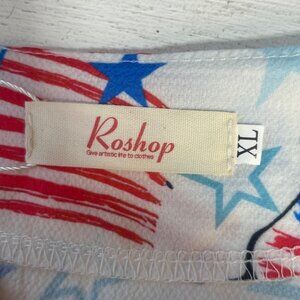 Roshop
Give artistic life to clothes
XL